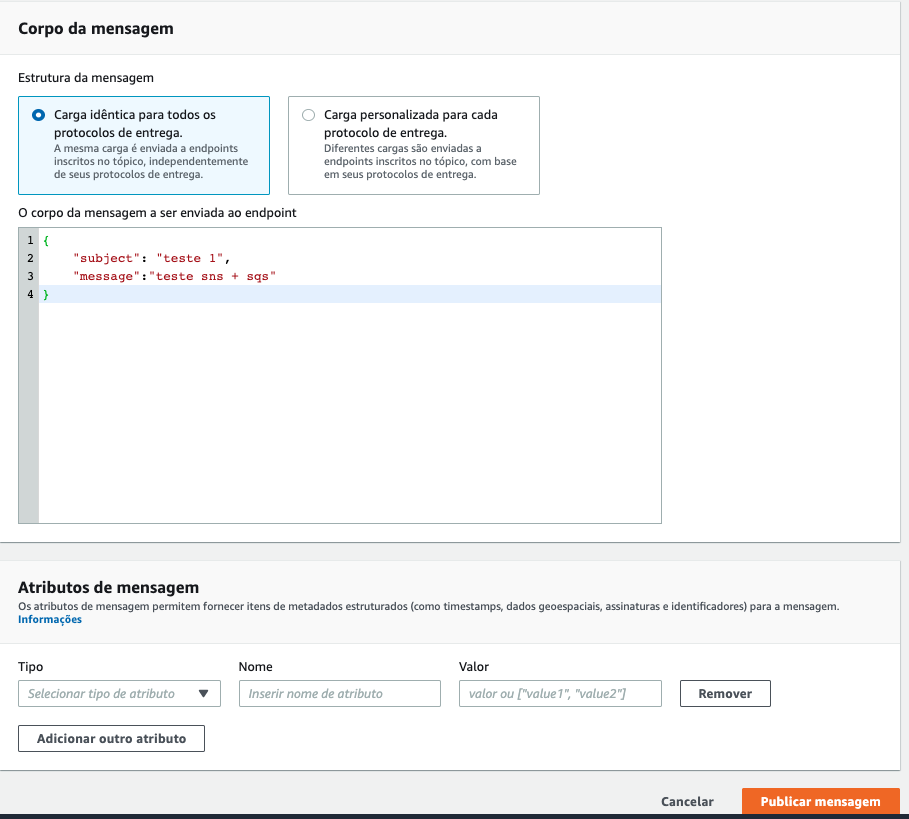 Corpo da mensagem
Estrutura da mensagem
Carga idêntica para todos os
protocolos de entrega.
A mesma carga é enviada a endpoints
inscritos no tópico, independentemente
de seus protocolos de entrega.
Carga personalizada para cada
protocolo de entrega.
Diferentes cargas são enviadas a
endpoints inscritos no tópico, com base
em seus protocolos de entrega.
O corpo da mensagem a ser enviada ao endpoint
1 {
2     "subject": "teste 1",
3     "message":"teste sns + sqs"
4 }
Atributos de mensagem
Os atributos de mensagem permitem fornecer itens de metadados estruturados (como timestamps, dados geoespaciais, assinaturas e identificadores) para a mensagem.
Informações
Tipo Nome Valor
Selecionar tipo de atributo Inserir nome de atributo valor ou ["value1", "value2"] Remover
Adicionar outro atributo
Cancelar Publicar mensagem